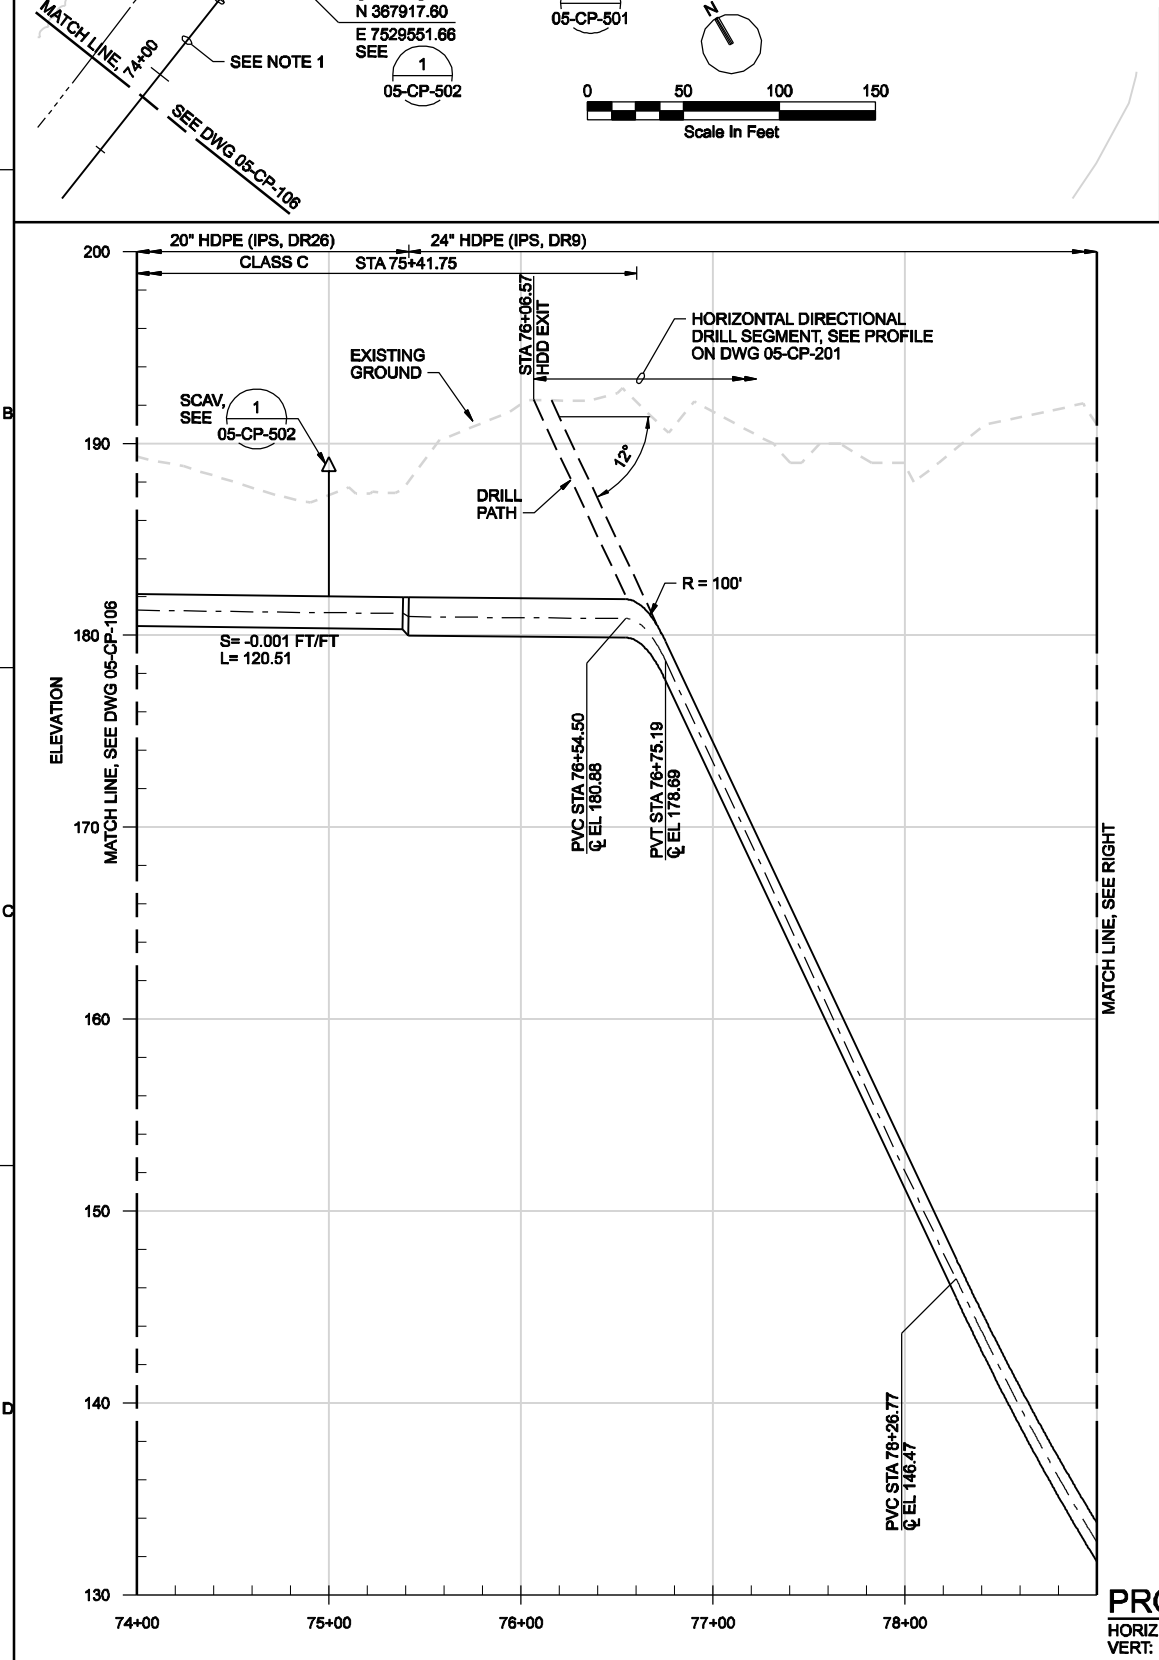 N 367917.60
E 7529551.66
SEE
1
05-CP-502
05-CP-501
N
MATCH LINE, 74+00
SEE DWG 05-CP-106
SEE NOTE 1
0 50 100 150
Scale In Feet
20" HDPE (IPS, DR26)
24" HDPE (IPS, DR9)
CLASS C
STA 75+41.75
STA 76+06.57
HDD EXIT
HORIZONTAL DIRECTIONAL
DRILL SEGMENT, SEE PROFILE
ON DWG 05-CP-201
EXISTING
GROUND
SCAV,
SEE
1
05-CP-502
12°
DRILL
PATH
R = 100'
S= -0.001 FT/FT
L= 120.51
PVC STA 76+54.50
℄ EL 180.88
PVT STA 76+75.19
℄ EL 178.69
PVC STA 78+26.77
℄ EL 146.47
ELEVATION
MATCH LINE, SEE DWG 05-CP-106
MATCH LINE, SEE RIGHT
200
190
180
170
160
150
140
130
74+00 75+00 76+00 77+00 78+00
B
C
D
HORIZ
VERT: